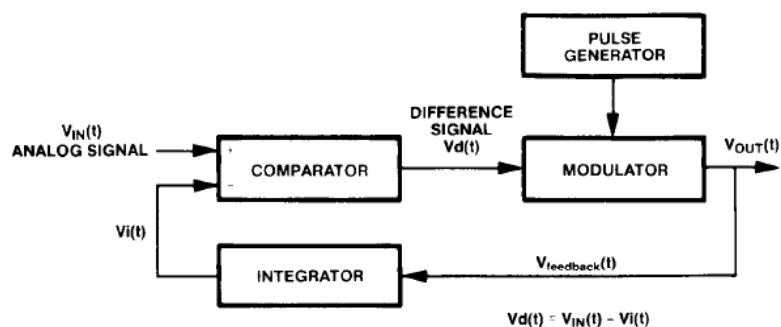 PULSE
GENERATOR
V_IN(t)
ANALOG SIGNAL
DIFFERENCE
SIGNAL
Vd(t)
+
COMPARATOR
−
MODULATOR
V_OUT(t)
Vi(t)
INTEGRATOR
V_feedback(t)
Vd(t) = V_IN(t) − Vi(t)